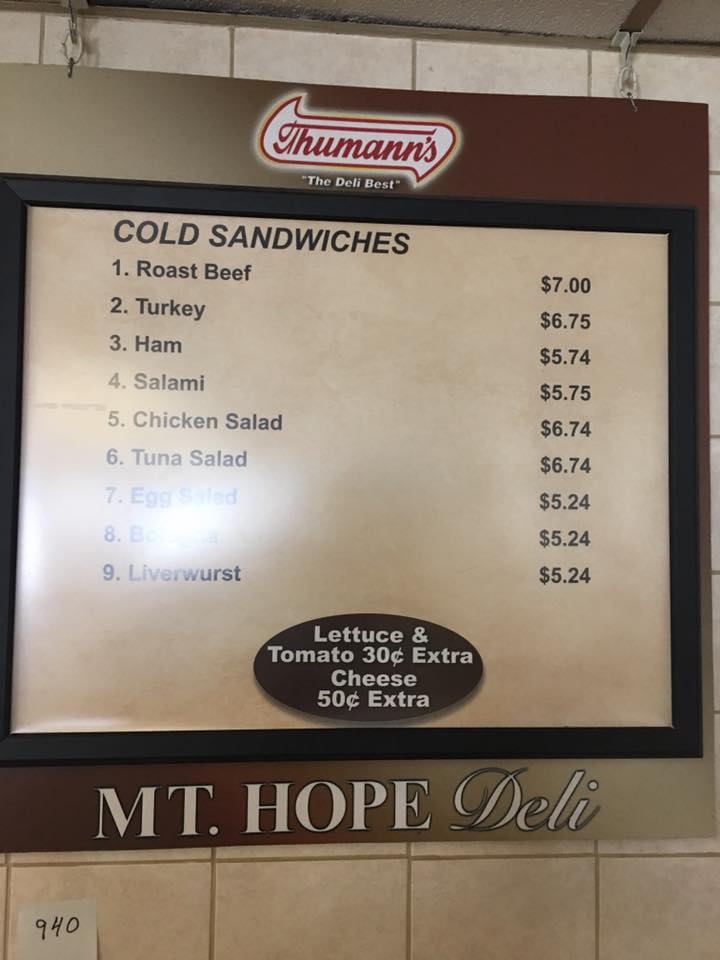 Thumann's
"The Deli Best"
COLD SANDWICHES
1. Roast Beef $7.00
2. Turkey $6.75
3. Ham $5.74
4. Salami $5.75
5. Chicken Salad $6.74
6. Tuna Salad $6.74
7. Egg Salad $5.24
8. Bologna $5.24
9. Liverwurst $5.24
Lettuce &
Tomato 30¢ Extra
Cheese
50¢ Extra
MT. HOPE Deli
940